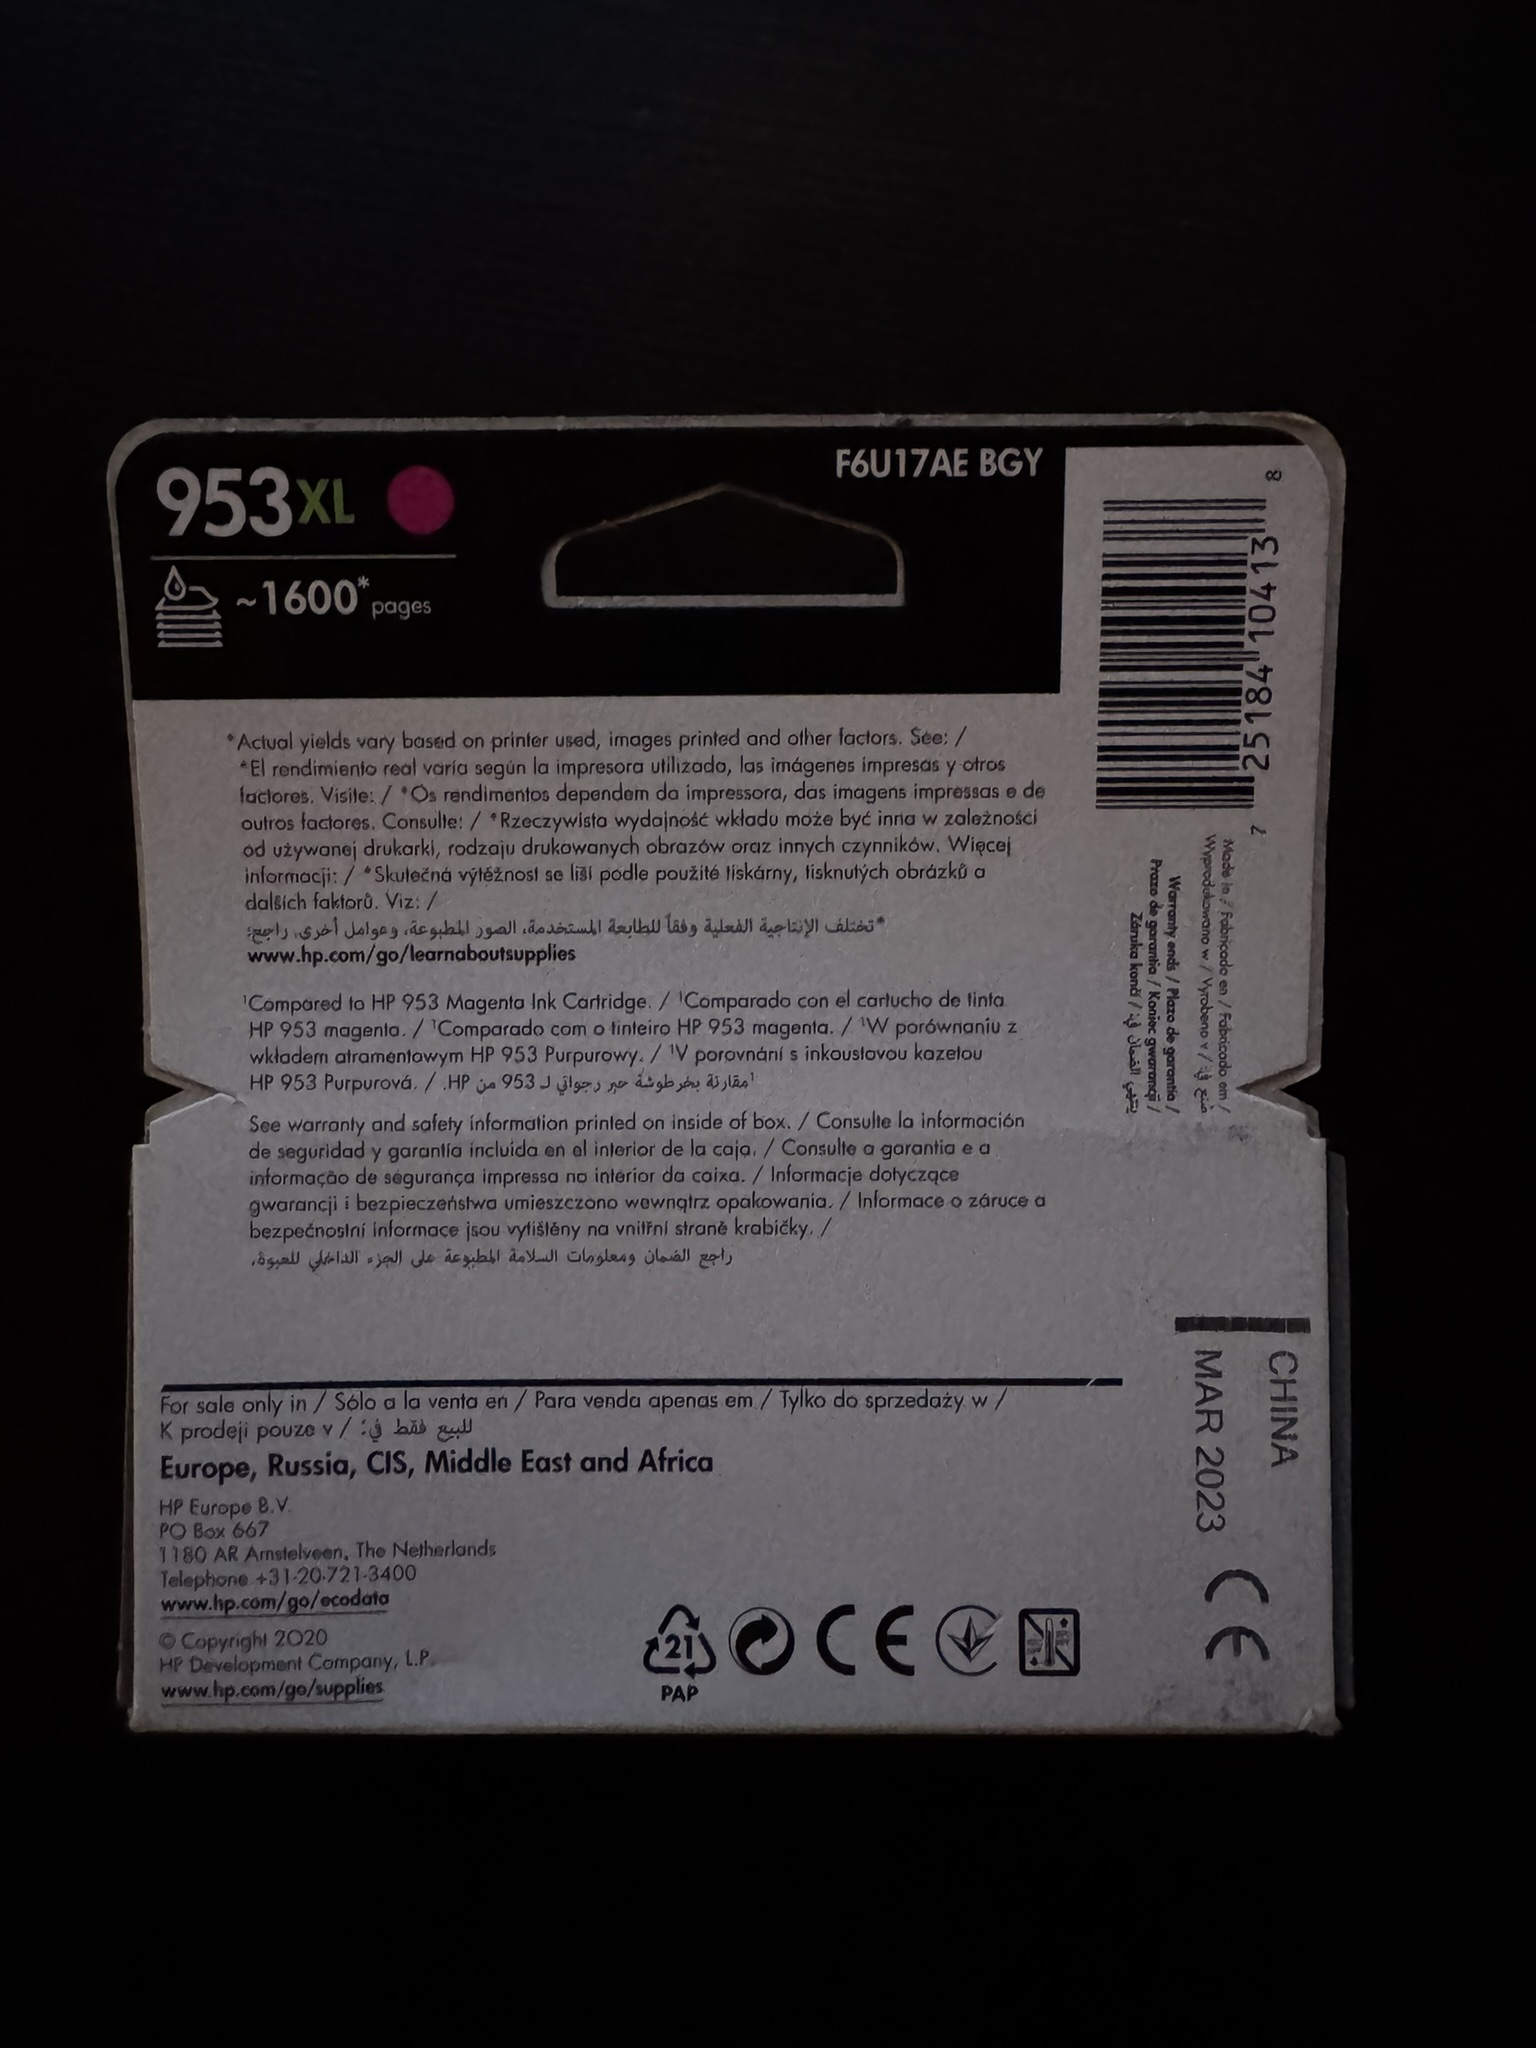 953XL
~1600* pages
F6U17AE BGY
8
25184 10413
7
*Actual yields vary based on printer used, images printed and other factors. See: /
*El rendimiento real varía según la impresora utilizada, las imágenes impresas y otros
factores. Visite: / *Os rendimentos dependem da impressora, das imagens impressas e de
outros factores. Consulte: / *Rzeczywista wydajność wkładu może być inna w zależności
od używanej drukarki, rodzaju drukowanych obrazów oraz innych czynników. Więcej
informacji: / *Skutečná výtěžnost se liší podle použité tiskárny, tisknutých obrázků a
dalších faktorů. Viz: /
*تختلف الإنتاجية الفعلية وفقاً للطابعة المستخدمة، الصور المطبوعة، وعوامل أخرى. راجع:
www.hp.com/go/learnaboutsupplies
¹Compared to HP 953 Magenta Ink Cartridge. / ¹Comparado con el cartucho de tinta
HP 953 magenta. / ¹Comparado com o tinteiro HP 953 magenta. / ¹W porównaniu z
wkładem atramentowym HP 953 Purpurowy. / ¹V porovnání s inkoustovou kazetou
HP 953 Purpurová. / ¹مقارنة بخرطوشة حبر رجواني لـ 953 من HP.
See warranty and safety information printed on inside of box. / Consulte la información
de seguridad y garantía incluida en el interior de la caja. / Consulte a garantia e a
informação de segurança impressa no interior da caixa. / Informacje dotyczące
gwarancji i bezpieczeństwa umieszczono wewnątrz opakowania. / Informace o záruce a
bezpečnostní informace jsou vytištěny na vnitřní straně krabičky. /
راجع الضمان ومعلومات السلامة المطبوعة على الجزء الداخلي للعبوة.
Made in / Fabricado en / Fabricado em /
Wyprodukowano w / Vyrobeno v / صُنع في:
Warranty ends / Plazo de garantía /
Prazo de garantia / Koniec gwarancji /
Záruka končí / ينتهي الضمان في:
CHINA
MAR 2023
CE
For sale only in / Sólo a la venta en / Para venda apenas em / Tylko do sprzedaży w /
K prodeji pouze v / للبيع فقط في:
Europe, Russia, CIS, Middle East and Africa
HP Europe B.V.
PO Box 667
1180 AR Amstelveen, The Netherlands
Telephone +31-20-721-3400
www.hp.com/go/ecodata
© Copyright 2020
HP Development Company, L.P.
www.hp.com/go/supplies
21
PAP
CE